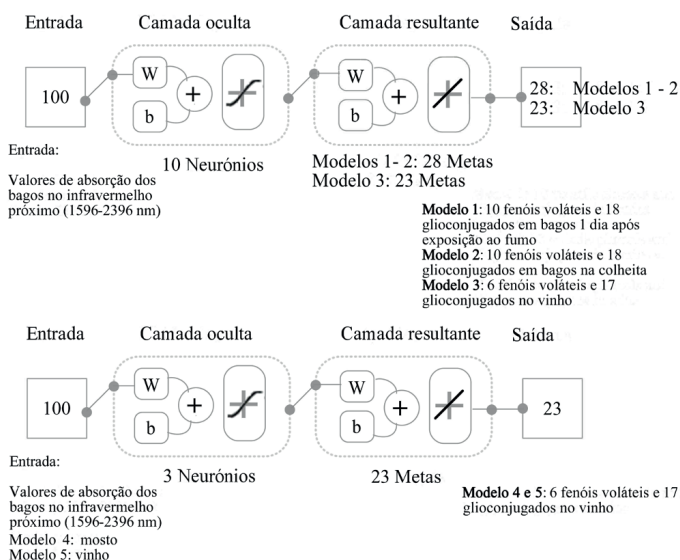 Entrada
Camada oculta
Camada resultante
Saída
100
W
b
+
W
b
+
28: Modelos 1 - 2
23: Modelo 3
Entrada:
10 Neurónios
Modelos 1- 2: 28 Metas
Modelo 3: 23 Metas
Valores de absorção dos
bagos no infravermelho
próximo (1596-2396 nm)
Modelo 1: 10 fenóis voláteis e 18
glioconjugados em bagos 1 dia após
exposição ao fumo
Modelo 2: 10 fenóis voláteis e 18
glioconjugados em bagos na colheita
Modelo 3: 6 fenóis voláteis e 17
glioconjugados no vinho
Entrada
Camada oculta
Camada resultante
Saída
100
W
b
+
W
b
+
23
Entrada:
3 Neurónios
23 Metas
Valores de absorção dos
bagos no infravermelho
próximo (1596-2396 nm)
Modelo 4: mosto
Modelo 5: vinho
Modelo 4 e 5: 6 fenóis voláteis e 17
glioconjugados no vinho